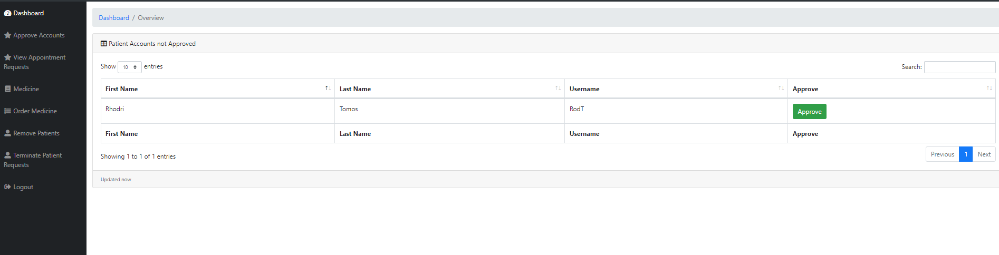 Dashboard
Approve Accounts
View Appointment
Requests
Medicine
Order Medicine
Remove Patients
Terminate Patient
Requests
Logout
Dashboard / Overview
Patient Accounts not Approved
Show 10 entries
Search:
First Name Last Name Username Approve
Rhodri Tomos RodT Approve
First Name Last Name Username Approve
Showing 1 to 1 of 1 entries
Previous 1 Next
Updated now